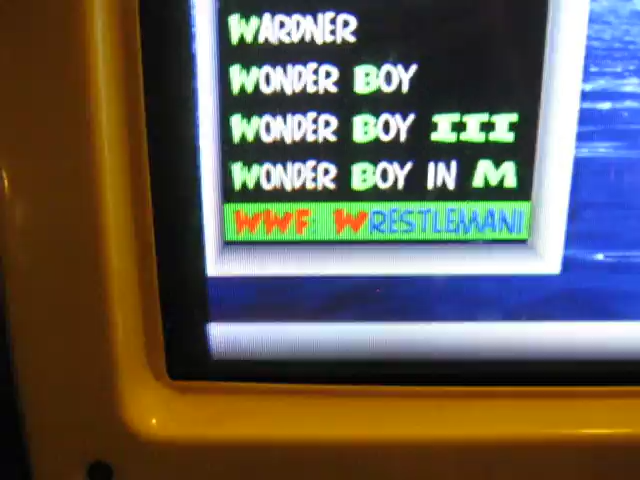 WARDNER
WONDER BOY
WONDER BOY III
WONDER BOY IN M
WWF: WRESTLEMANI